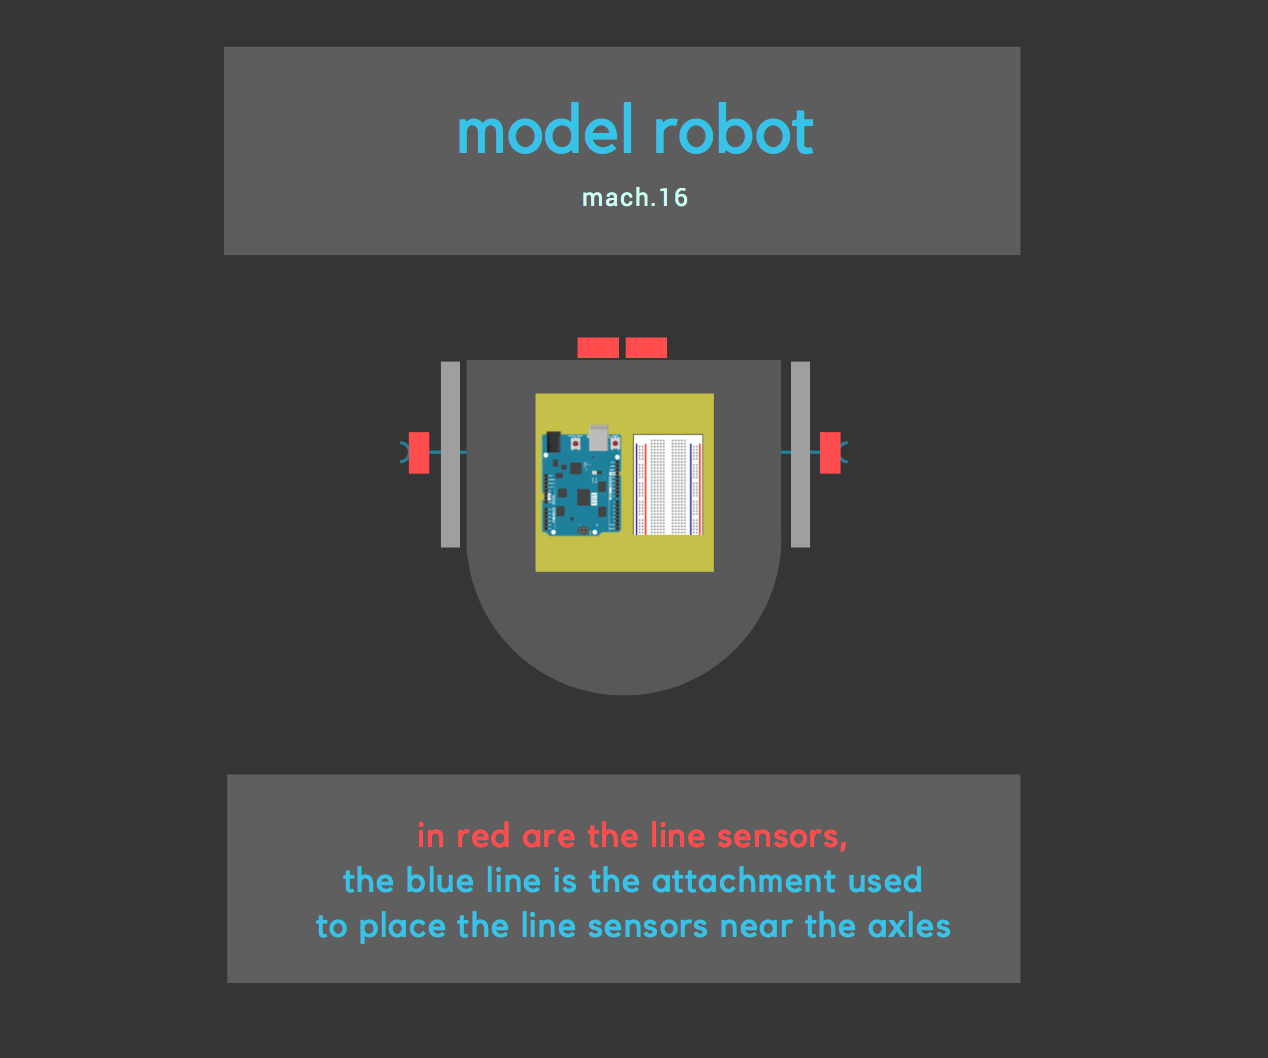 model robot
mach.16
in red are the line sensors,
the blue line is the attachment used
to place the line sensors near the axles